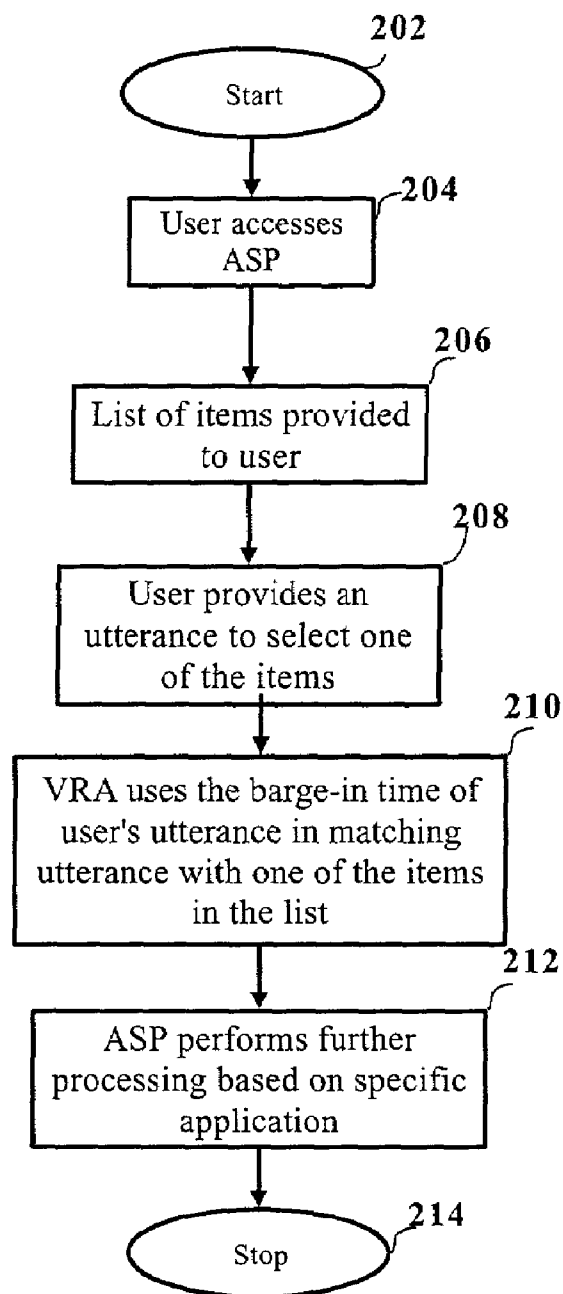 202
Start
204
User accesses
ASP
206
List of items provided
to user
208
User provides an
utterance to select one
of the items
210
VRA uses the barge-in time of
user's utterance in matching
utterance with one of the items
in the list
212
ASP performs further
processing based on specific
application
214
Stop